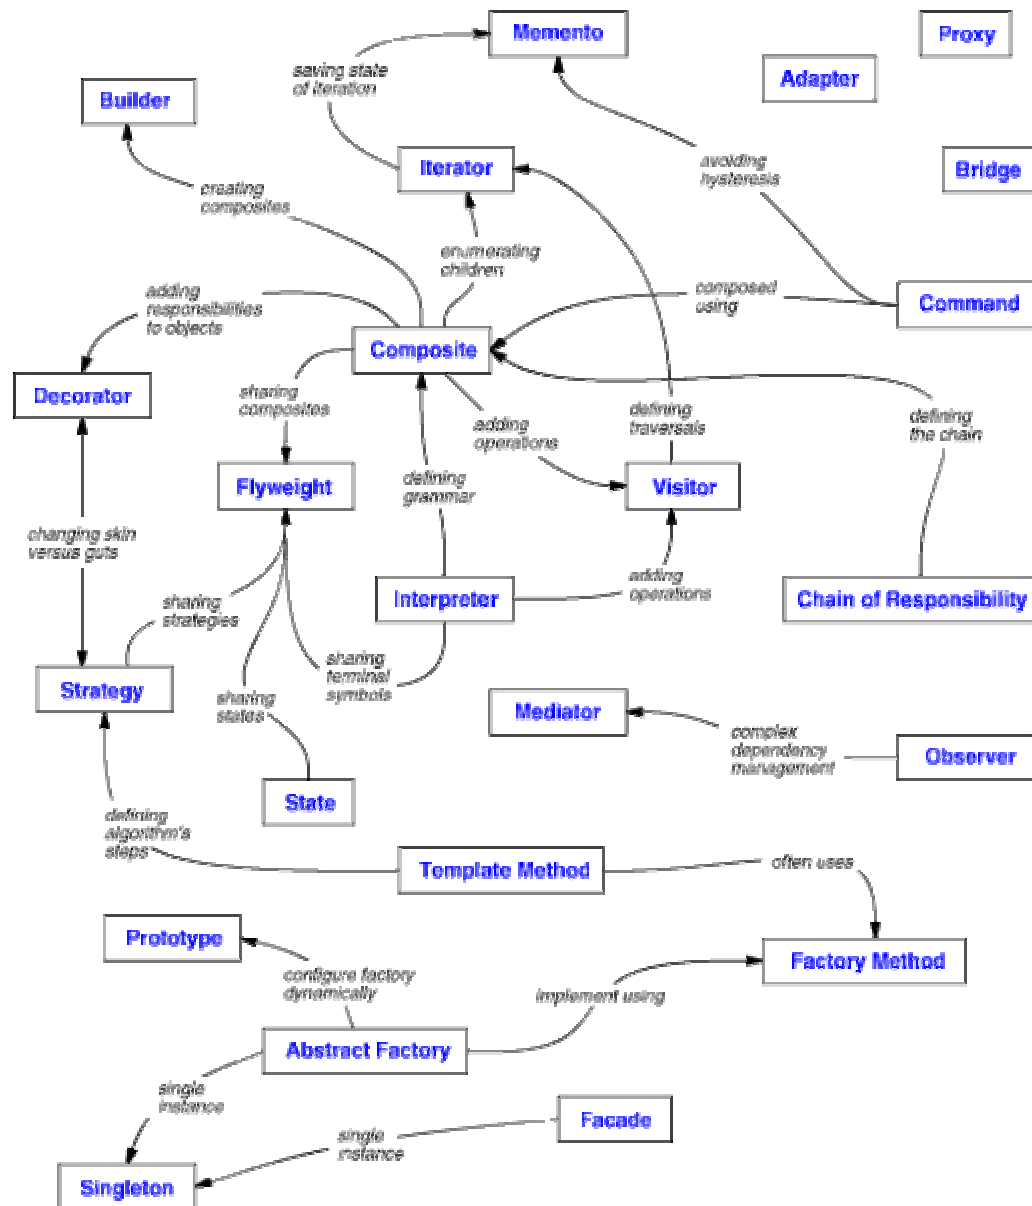 Memento
Proxy
Adapter
saving state
of iteration
Builder
Iterator
avoiding
hysteresis
Bridge
creating
composites
enumerating
children
adding
responsibilities
to objects
composed
using
Command
Composite
Decorator
sharing
composites
adding
operations
defining
traversals
defining
the chain
Flyweight
defining
grammar
Visitor
changing skin
versus guts
sharing
strategies
Interpreter
adding
operations
Chain of Responsibility
Strategy
sharing
states
sharing
terminal
symbols
Mediator
complex
dependency
management
Observer
State
defining
algorithm's
steps
Template Method
often uses
Prototype
Factory Method
configure factory
dynamically
implement using
Abstract Factory
single
instance
Facade
single
instance
Singleton